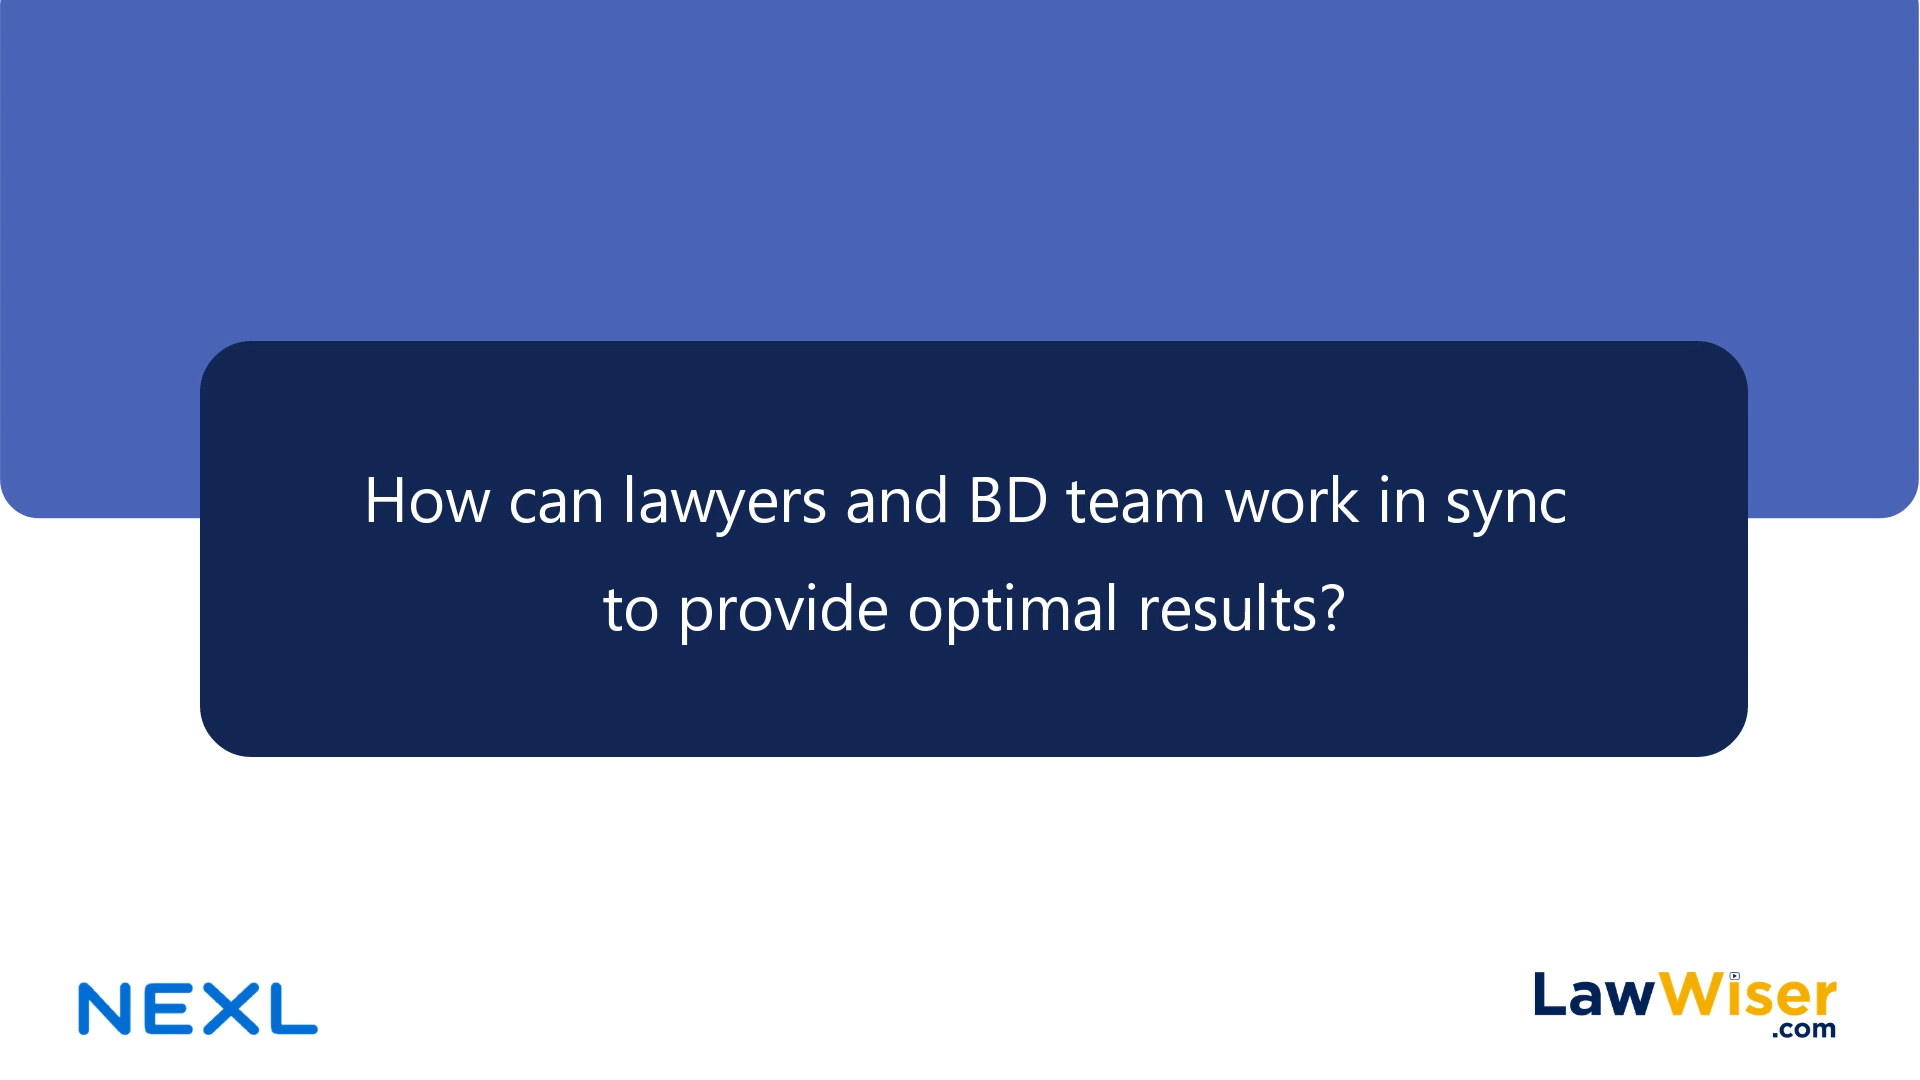 How can lawyers and BD team work in sync
to provide optimal results?
NEXL
LawWiser
.com